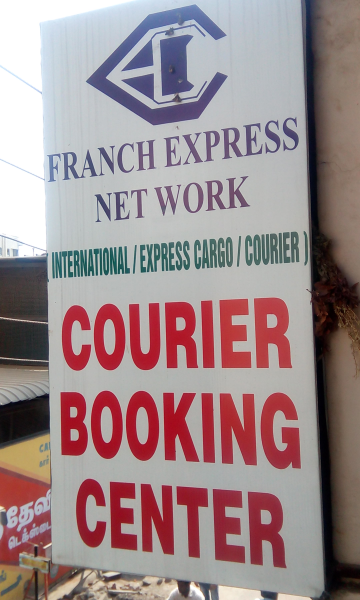 FRANCH EXPRESS
NET WORK
INTERNATIONAL / EXPRESS CARGO / COURIER )
COURIER
BOOKING
CENTER
தேவி